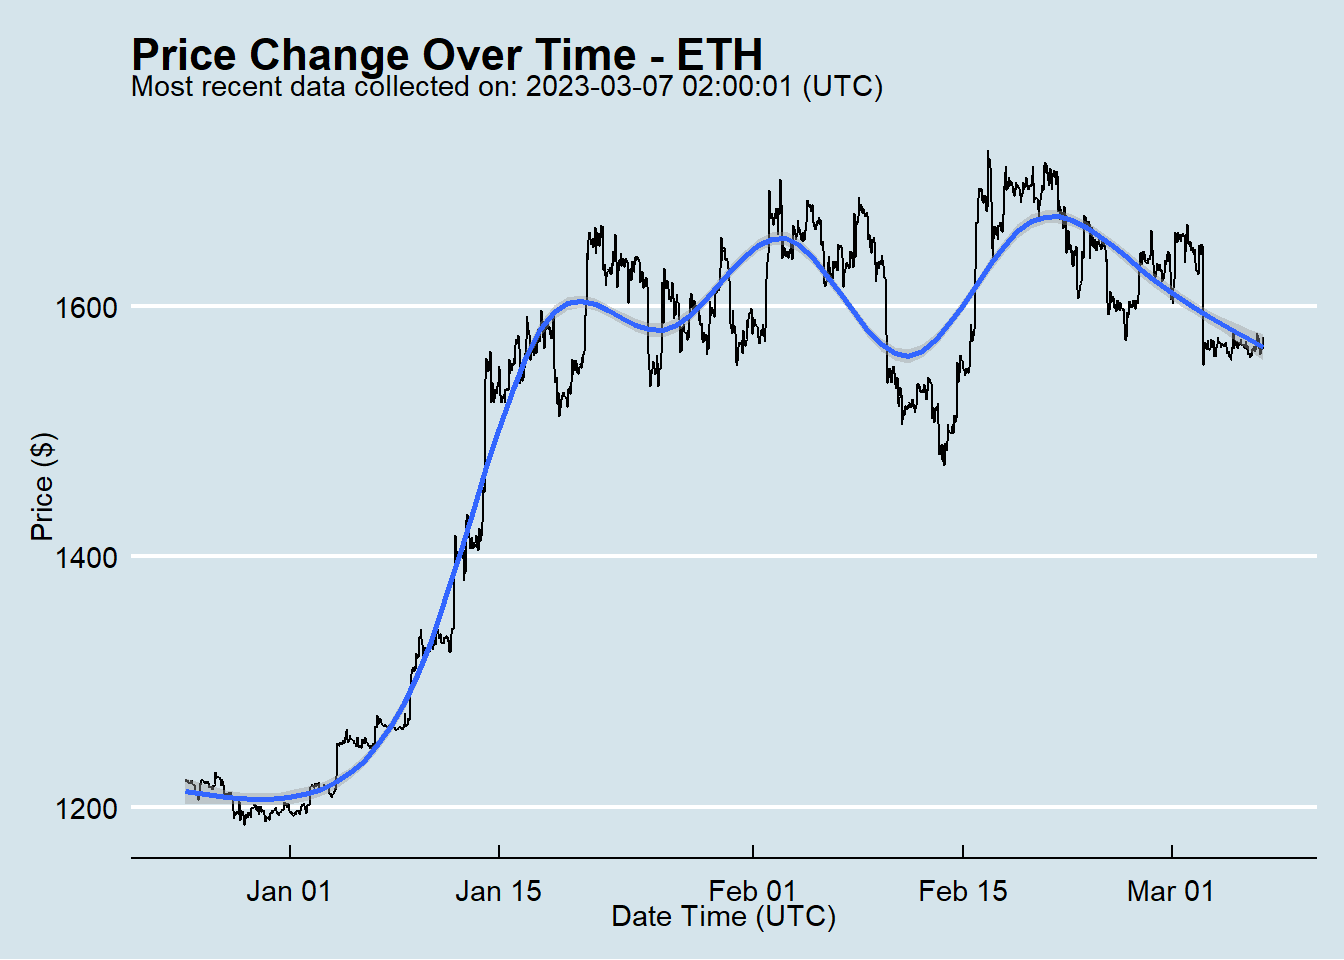 Price Change Over Time - ETH
Most recent data collected on: 2023-03-07 02:00:01 (UTC)
Price ($)
1600
1400
1200
Jan 01 Jan 15 Feb 01 Feb 15 Mar 01
Date Time (UTC)